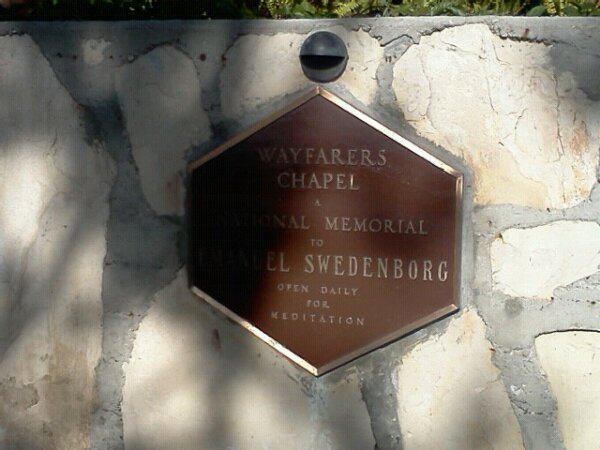 WAYFARERS
CHAPEL
A
NATIONAL MEMORIAL
TO
EMANUEL SWEDENBORG
OPEN DAILY
FOR
MEDITATION